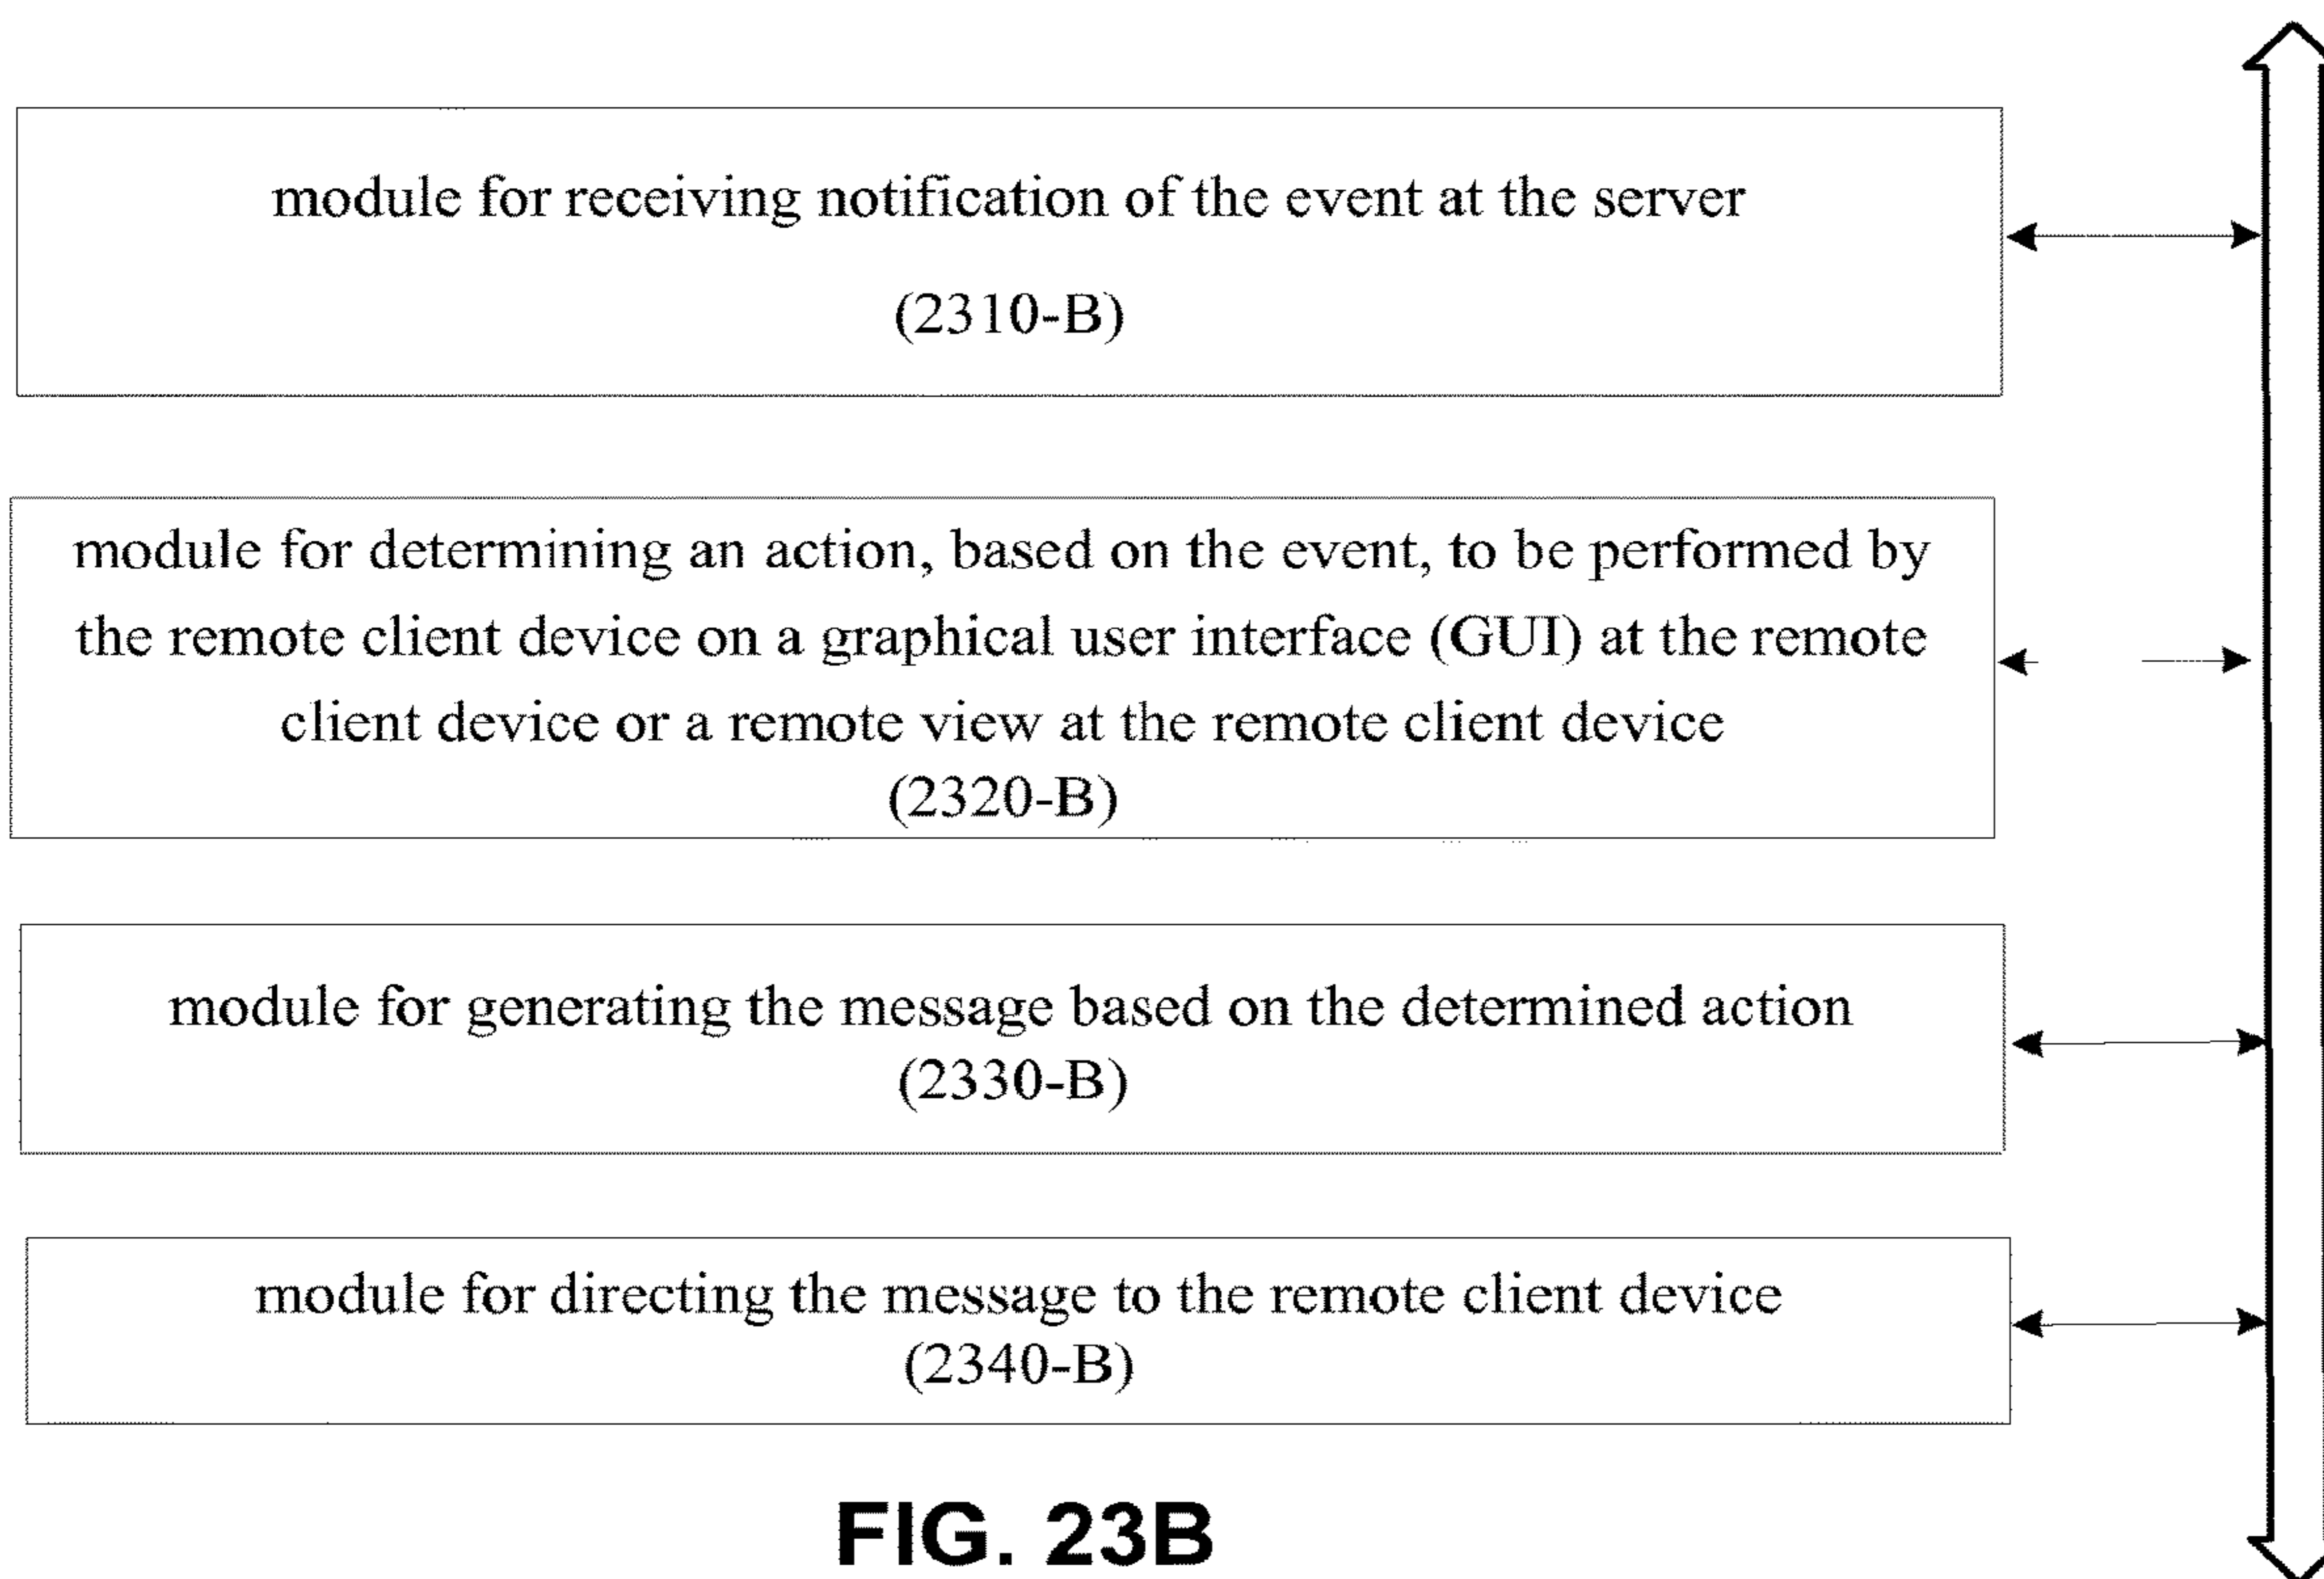 module for receiving notification of the event at the server
(2310-B)
module for determining an action, based on the event, to be performed by
the remote client device on a graphical user interface (GUI) at the remote
client device or a remote view at the remote client device
(2320-B)
module for generating the message based on the determined action
(2330-B)
module for directing the message to the remote client device
(2340-B)
FIG. 23B